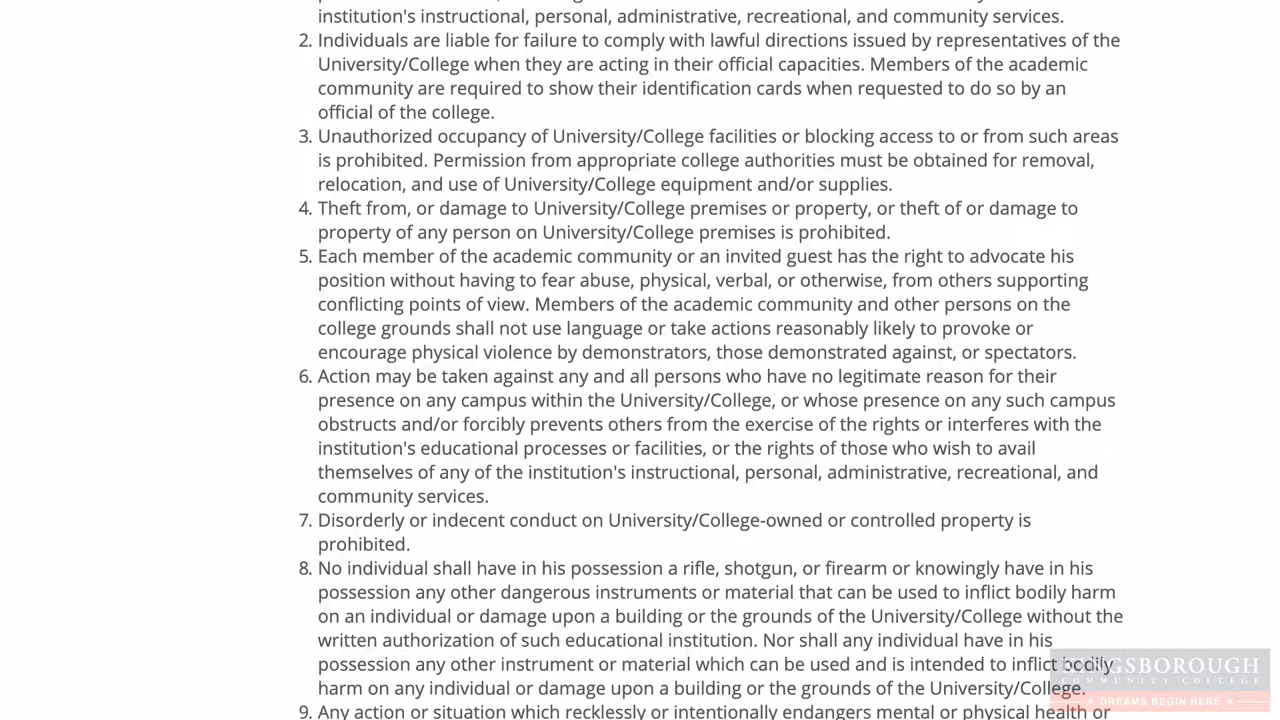 institution's instructional, personal, administrative, recreational, and community services.
2. Individuals are liable for failure to comply with lawful directions issued by representatives of the
University/College when they are acting in their official capacities. Members of the academic
community are required to show their identification cards when requested to do so by an
official of the college.
3. Unauthorized occupancy of University/College facilities or blocking access to or from such areas
is prohibited. Permission from appropriate college authorities must be obtained for removal,
relocation, and use of University/College equipment and/or supplies.
4. Theft from, or damage to University/College premises or property, or theft of or damage to
property of any person on University/College premises is prohibited.
5. Each member of the academic community or an invited guest has the right to advocate his
position without having to fear abuse, physical, verbal, or otherwise, from others supporting
conflicting points of view. Members of the academic community and other persons on the
college grounds shall not use language or take actions reasonably likely to provoke or
encourage physical violence by demonstrators, those demonstrated against, or spectators.
6. Action may be taken against any and all persons who have no legitimate reason for their
presence on any campus within the University/College, or whose presence on any such campus
obstructs and/or forcibly prevents others from the exercise of the rights or interferes with the
institution's educational processes or facilities, or the rights of those who wish to avail
themselves of any of the institution's instructional, personal, administrative, recreational, and
community services.
7. Disorderly or indecent conduct on University/College-owned or controlled property is
prohibited.
8. No individual shall have in his possession a rifle, shotgun, or firearm or knowingly have in his
possession any other dangerous instruments or material that can be used to inflict bodily harm
on an individual or damage upon a building or the grounds of the University/College without the
written authorization of such educational institution. Nor shall any individual have in his
possession any other instrument or material which can be used and is intended to inflict bodily
harm on any individual or damage upon a building or the grounds of the University/College.
9. Any action or situation which recklessly or intentionally endangers mental or physical health or
KINGSBOROUGH
COMMUNITY COLLEGE
DREAMS BEGIN HERE